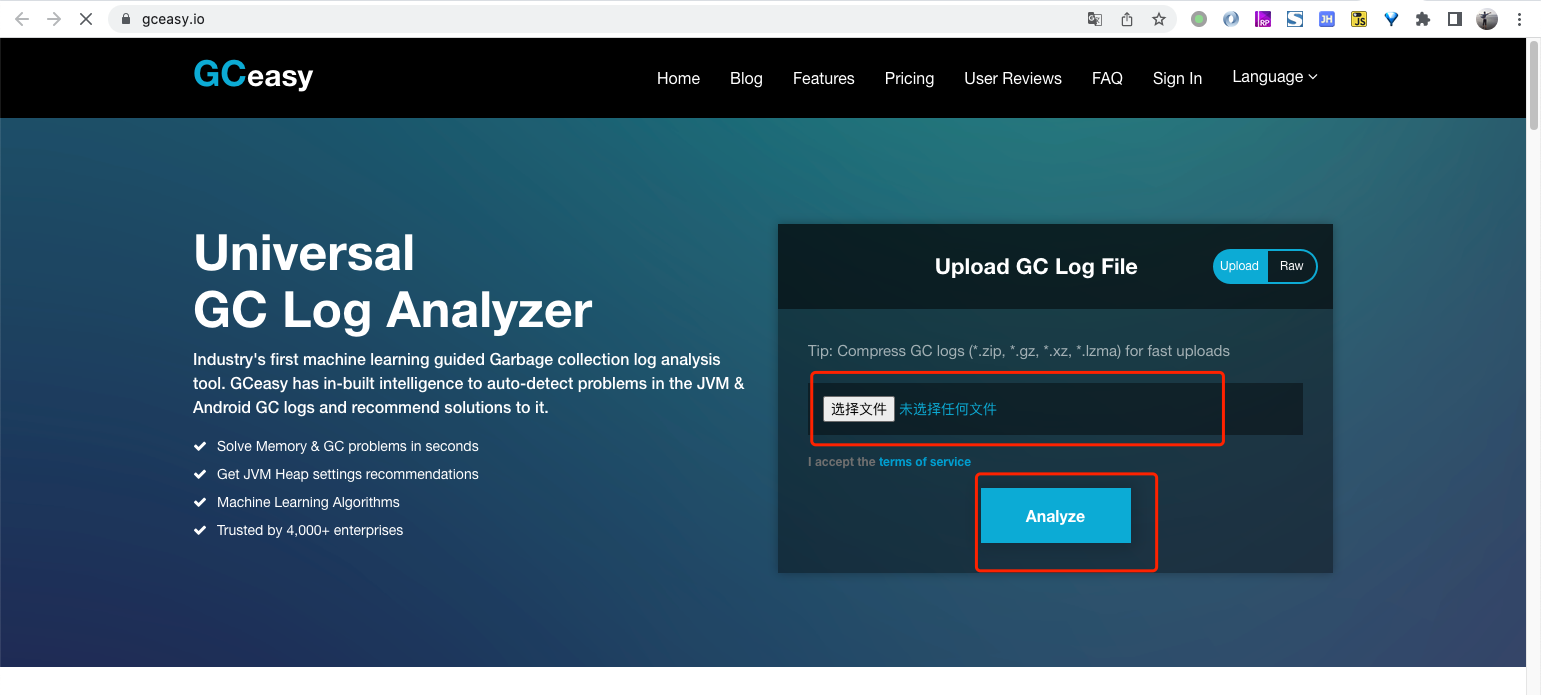 gceasy.io
GCeasy
Home Blog Features Pricing User Reviews FAQ Sign In Language
Universal
GC Log Analyzer
Industry's first machine learning guided Garbage collection log analysis
tool. GCeasy has in-built intelligence to auto-detect problems in the JVM &
Android GC logs and recommend solutions to it.
Solve Memory & GC problems in seconds
Get JVM Heap settings recommendations
Machine Learning Algorithms
Trusted by 4,000+ enterprises
Upload GC Log File
Upload Raw
Tip: Compress GC logs (*.zip, *.gz, *.xz, *.lzma) for fast uploads
选择文件 未选择任何文件
I accept the terms of service
Analyze